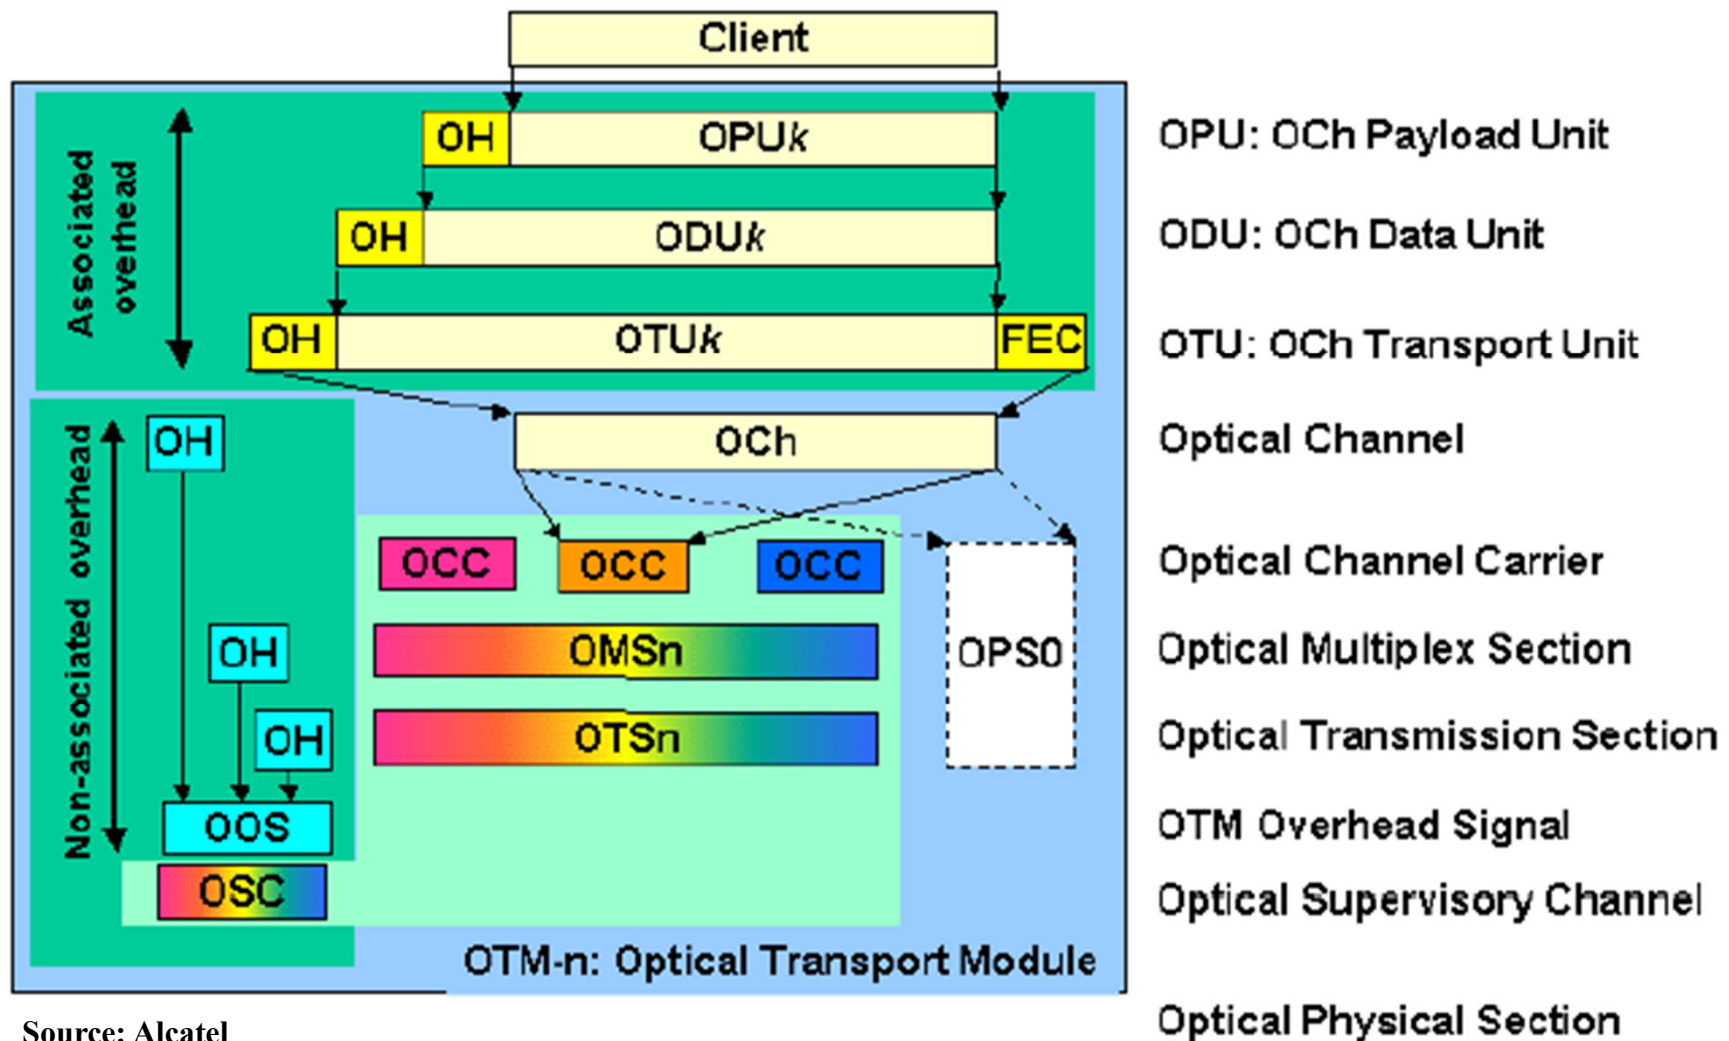 Client
OH OPUk
OPU: OCh Payload Unit
Associated
overhead
OH ODUk
ODU: OCh Data Unit
OH OTUk FEC
OTU: OCh Transport Unit
OH OCh
Optical Channel
Non-associated overhead
OCC OCC OCC
Optical Channel Carrier
OH OMSn OPS0
Optical Multiplex Section
OH OTSn
Optical Transmission Section
OOS
OTM Overhead Signal
OSC
Optical Supervisory Channel
OTM-n: Optical Transport Module
Optical Physical Section
Source: Alcatel